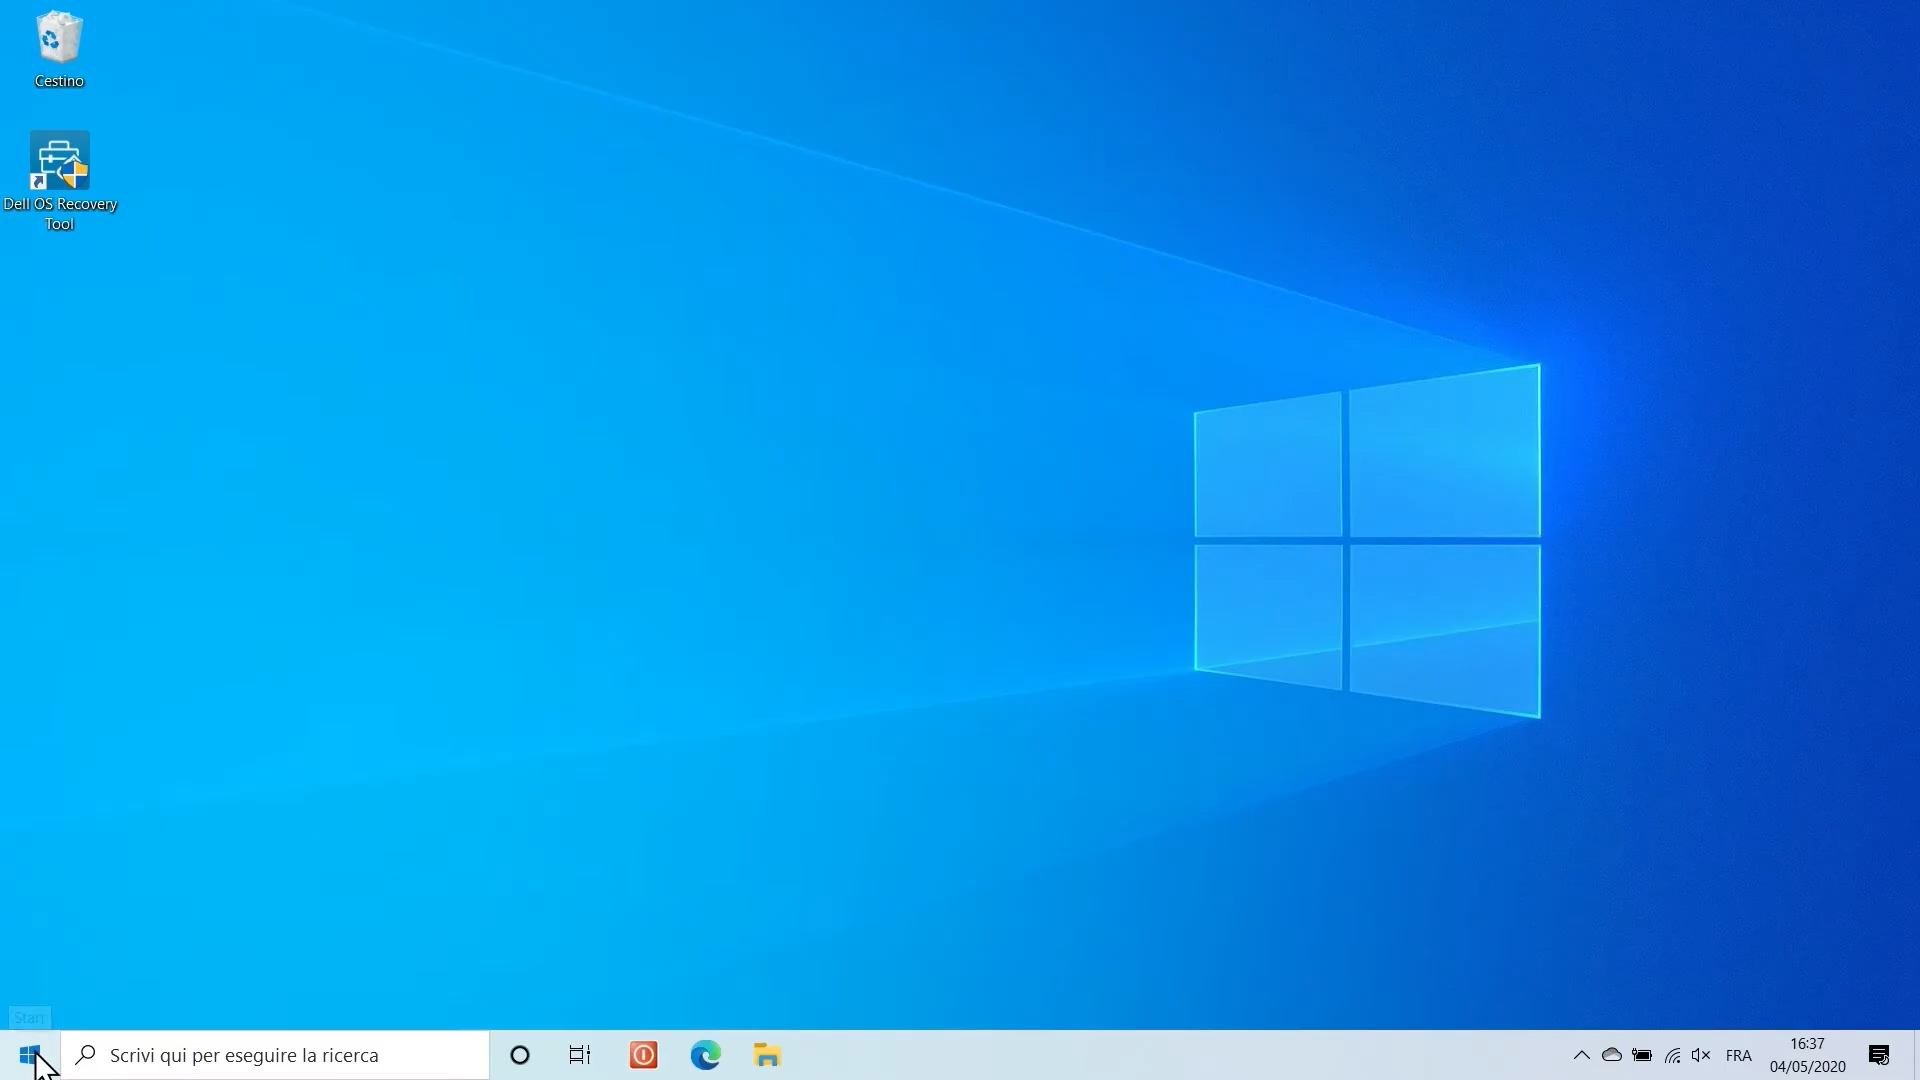 Cestino
Dell OS Recovery
Tool
Start
Scrivi qui per eseguire la ricerca
FRA
16:37
04/05/2020